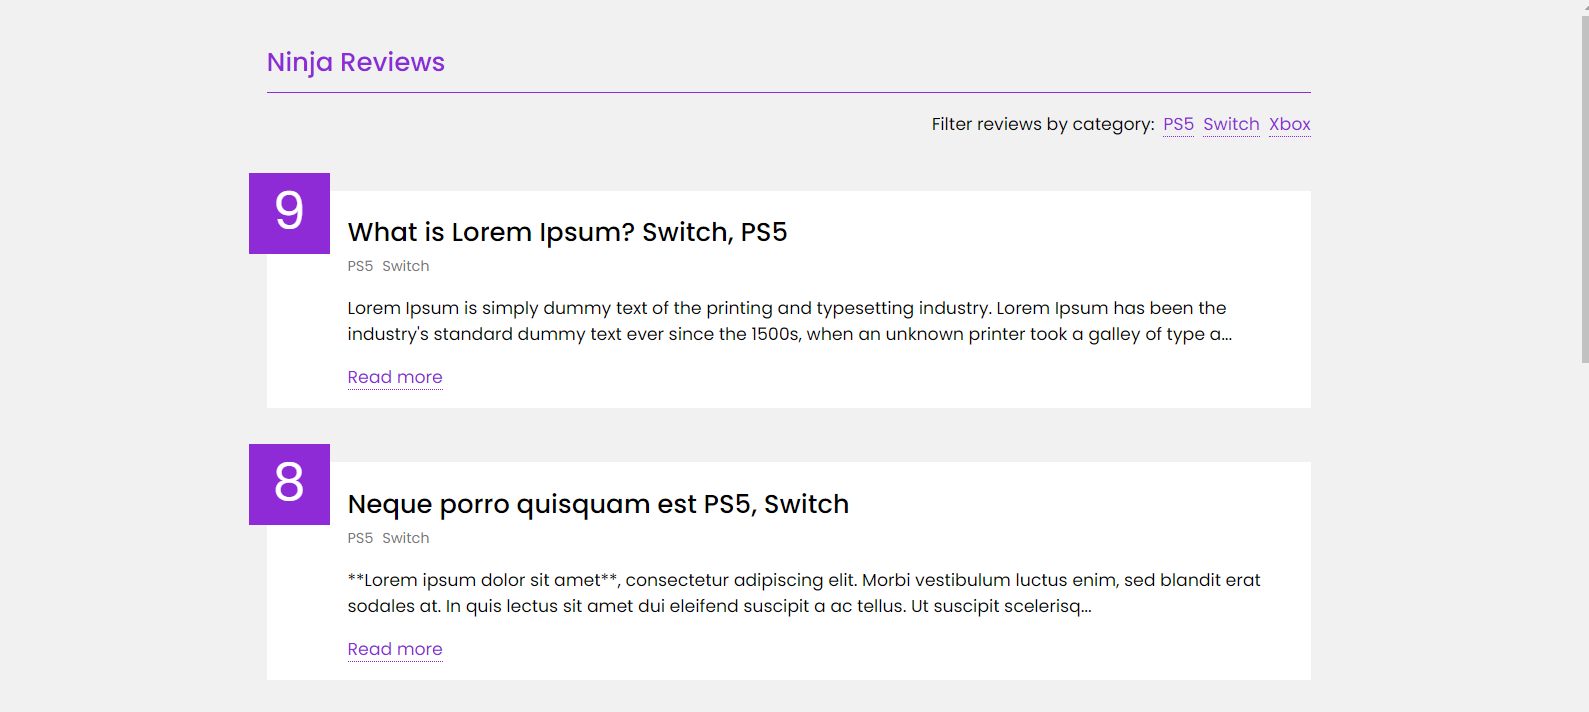 Ninja Reviews
Filter reviews by category: PS5 Switch Xbox
9
What is Lorem Ipsum? Switch, PS5
PS5 Switch
Lorem Ipsum is simply dummy text of the printing and typesetting industry. Lorem Ipsum has been the
industry's standard dummy text ever since the 1500s, when an unknown printer took a galley of type a...
Read more
8
Neque porro quisquam est PS5, Switch
PS5 Switch
**Lorem ipsum dolor sit amet**, consectetur adipiscing elit. Morbi vestibulum luctus enim, sed blandit erat
sodales at. In quis lectus sit amet dui eleifend suscipit a ac tellus. Ut suscipit scelerisq...
Read more